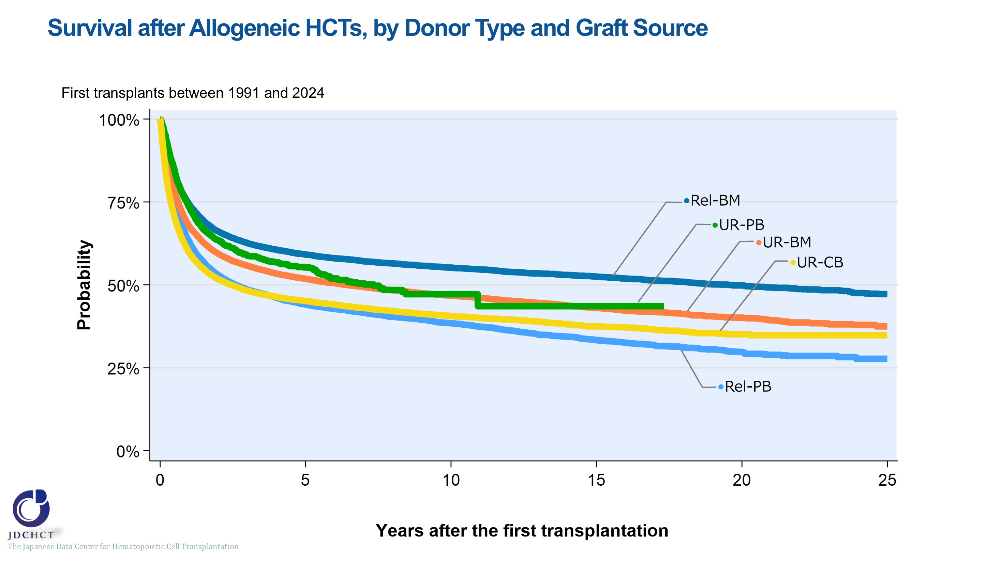 Survival after Allogeneic HCTs, by Donor Type and Graft Source
First transplants between 1991 and 2024
100%
75%
50%
25%
0%
Probability
Rel-BM
UR-PB
UR-BM
UR-CB
Rel-PB
0 5 10 15 20 25
Years after the first transplantation
JDCHCT
The Japanese Data Center for Hematopoietic Cell Transplantation